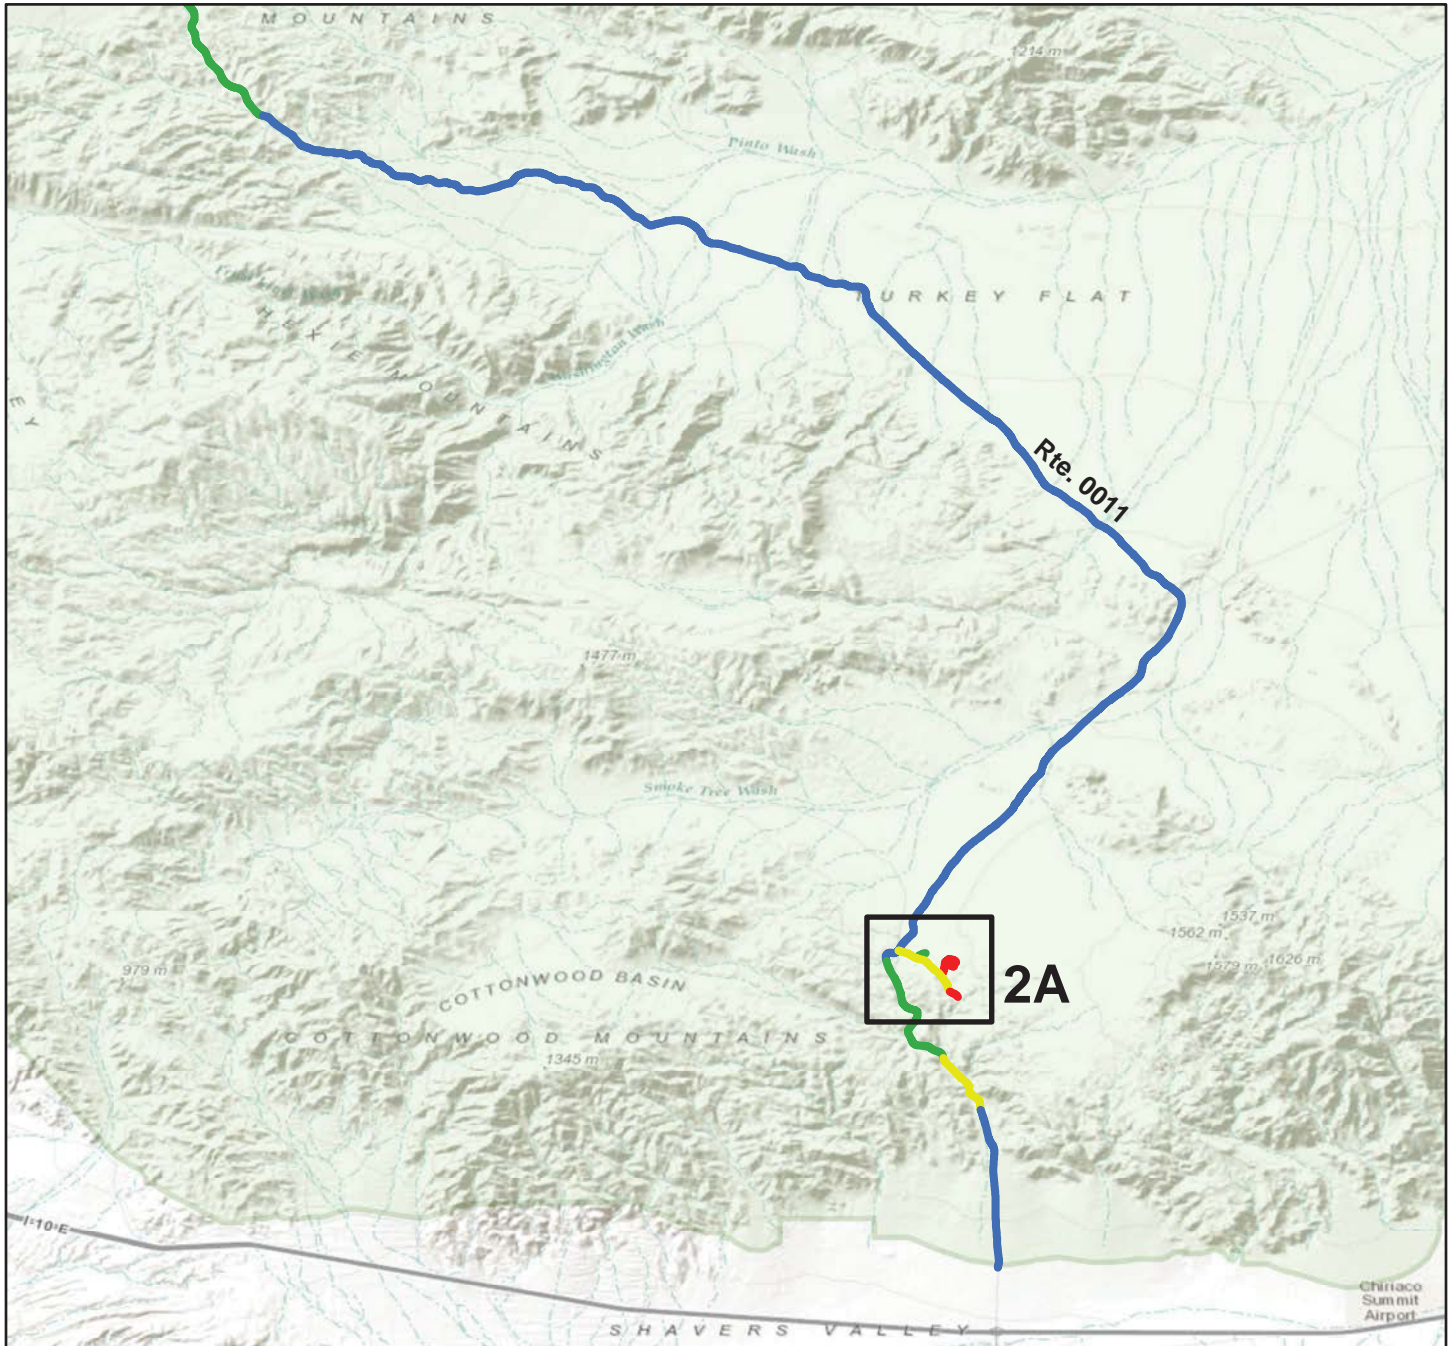 MOUNTAINS
1214 m
Pinto Wash
TURKEY FLAT
HEXIE MOUNTAINS
Washington Wash
EY
Rte. 0011
1477 m
Smoke Tree Wash
1537 m
1562 m
1579 m
1626 m
979 m
COTTONWOOD BASIN
2A
COTTONWOOD MOUNTAINS
1345 m
I-10-E
Chiriaco
Summit
Airport
SHAVERS VALLEY